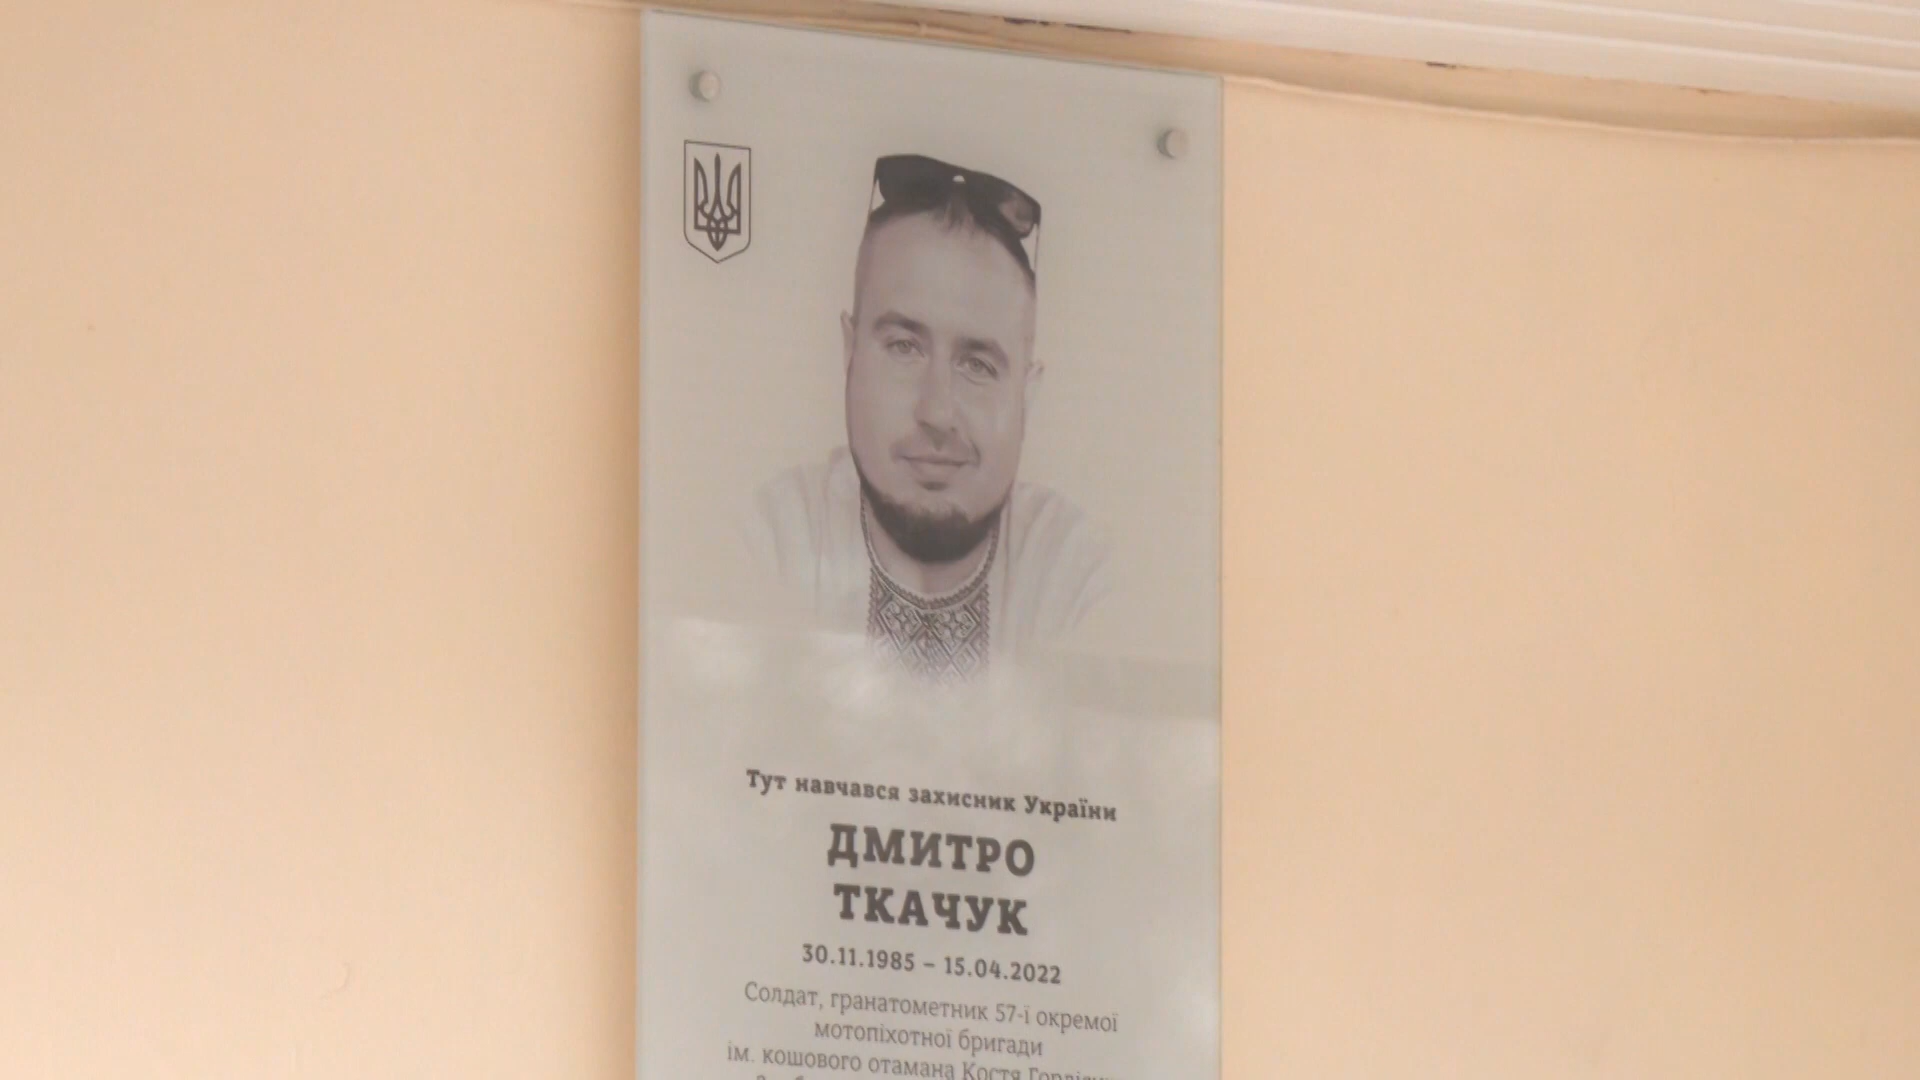 Тут навчався захисник України
ДМИТРО
ТКАЧУК
30.11.1985 – 15.04.2022
Солдат, гранатометник 57-ї окремої
мотопіхотної бригади
ім. кошового отамана Костя